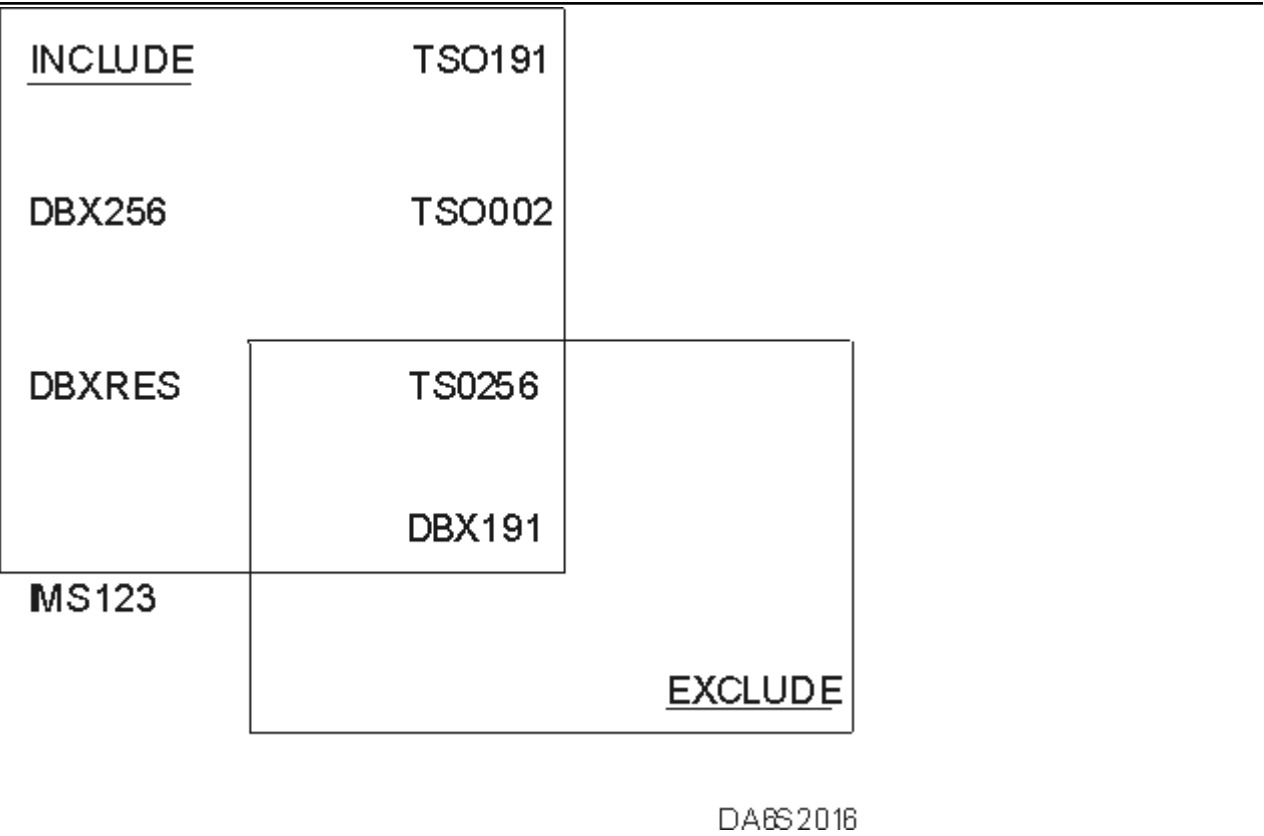 INCLUDE TSO191
DBX256 TSO002
DBXRES TS0256
DBX191
IMS123
EXCLUDE
DA6S2016